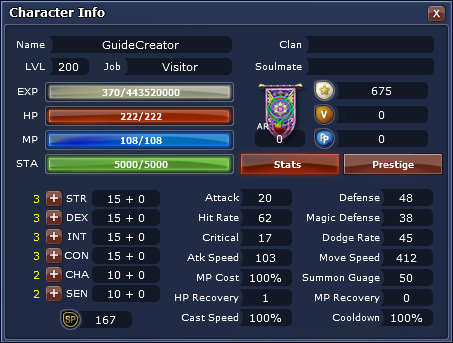 Character Info X
Name GuideCreator Clan
LVL 200 Job Visitor Soulmate
EXP 370/443520000 675
HP 222/222 V 0
MP 108/108 AR 0 PP 0
STA 5000/5000 Stats Prestige
3 + STR 15 + 0 Attack 20 Defense 48
3 + DEX 15 + 0 Hit Rate 62 Magic Defense 38
3 + INT 15 + 0 Critical 17 Dodge Rate 45
3 + CON 15 + 0 Atk Speed 103 Move Speed 412
2 + CHA 10 + 0 MP Cost 100% Summon Guage 50
2 + SEN 10 + 0 HP Recovery 1 MP Recovery 0
SP 167 Cast Speed 100% Cooldown 100%